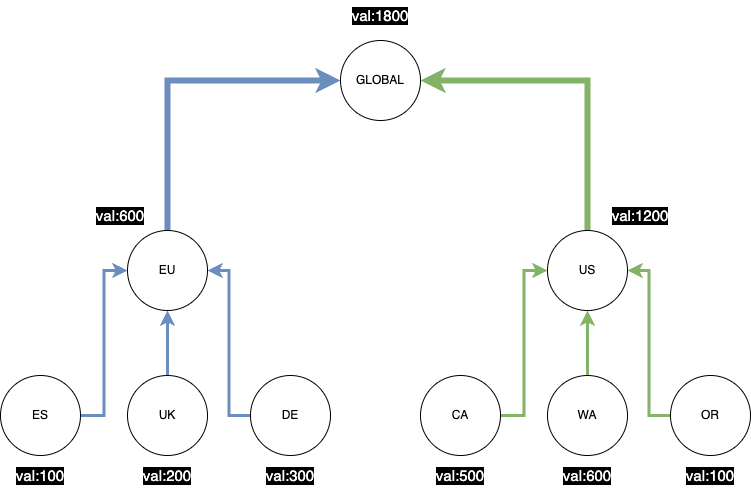 val:1800
GLOBAL
val:600
val:1200
EU
US
ES
UK
DE
CA
WA
OR
val:100
val:200
val:300
val:500
val:600
val:100